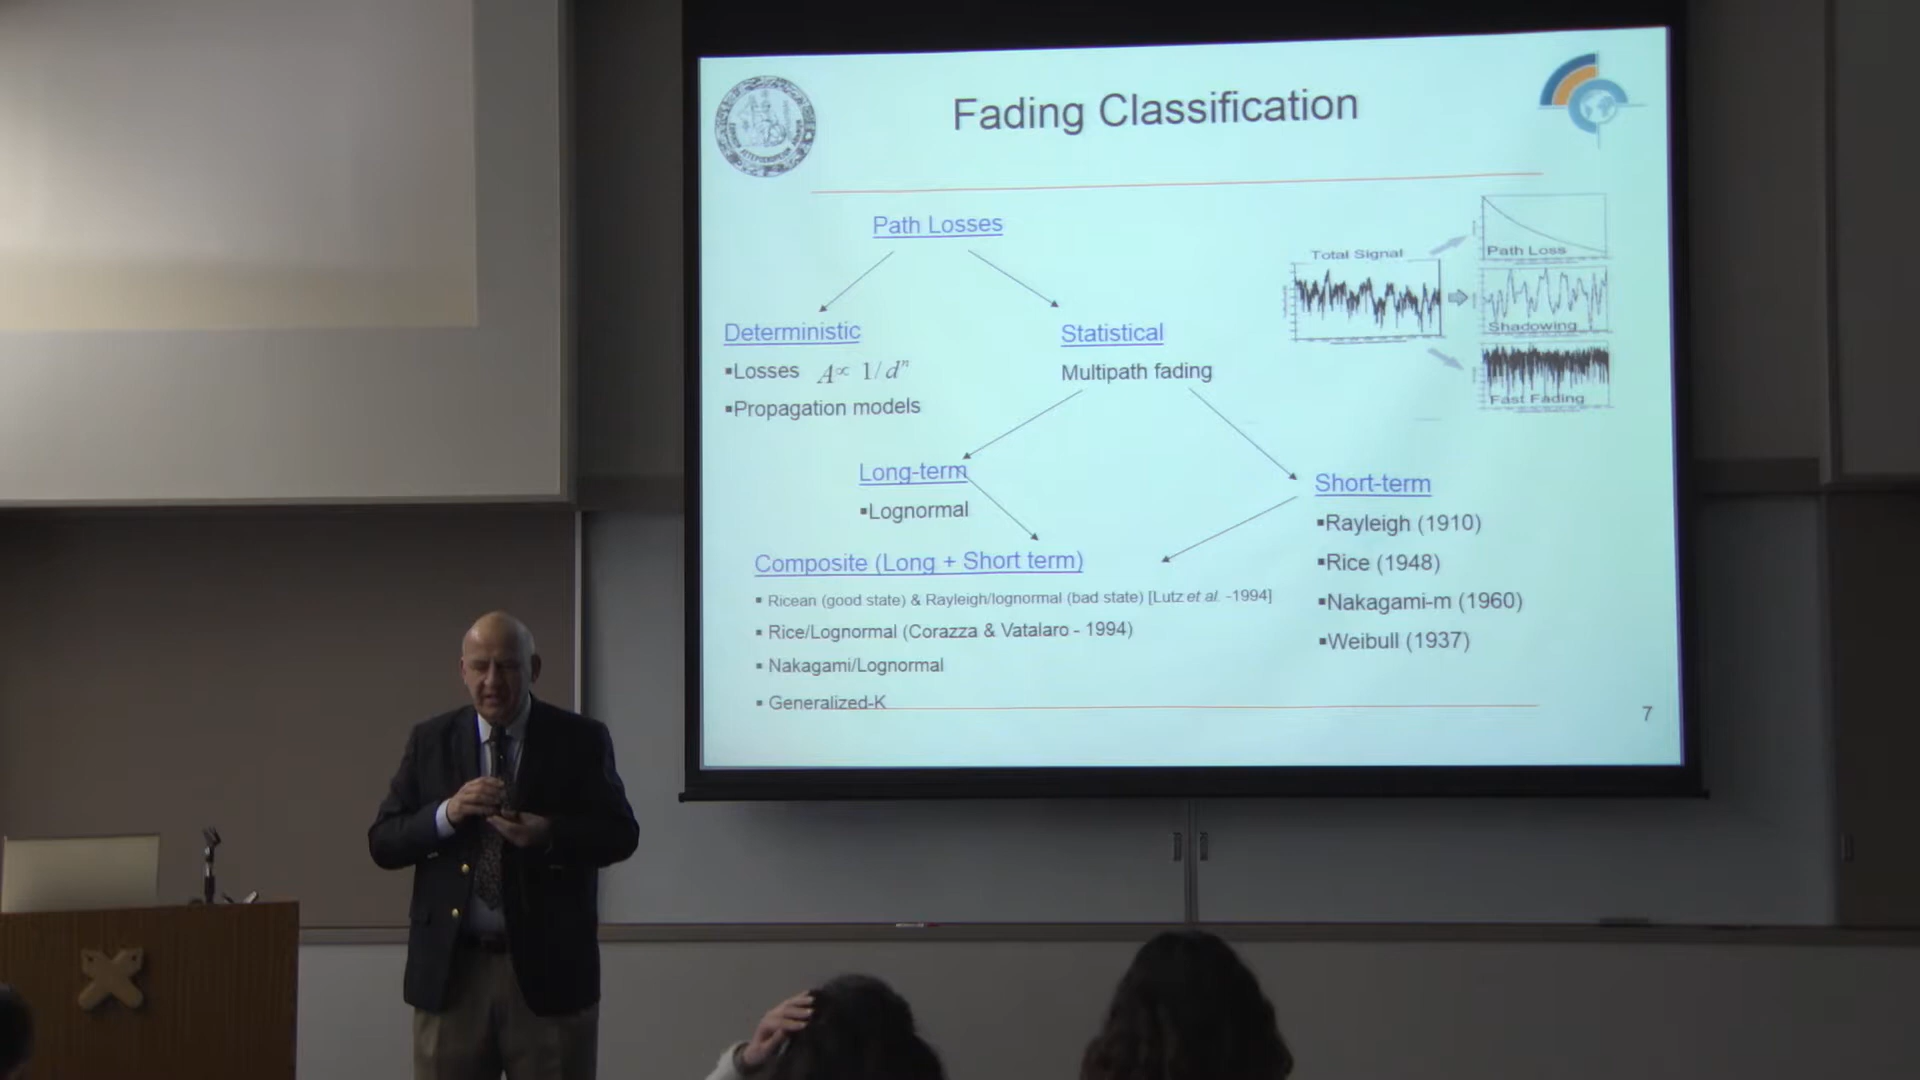 Fading Classification
Path Losses
Total Signal
Path Loss
Shadowing
Fast Fading
Deterministic
▪Losses A∝ 1/dⁿ
▪Propagation models
Statistical
Multipath fading
Long-term
▪Lognormal
Short-term
▪Rayleigh (1910)
▪Rice (1948)
▪Nakagami-m (1960)
▪Weibull (1937)
Composite (Long + Short term)
▪ Ricean (good state) & Rayleigh/lognormal (bad state) [Lutz et al. -1994]
▪ Rice/Lognormal (Corazza & Vatalaro - 1994)
▪ Nakagami/Lognormal
▪ Generalized-K
7